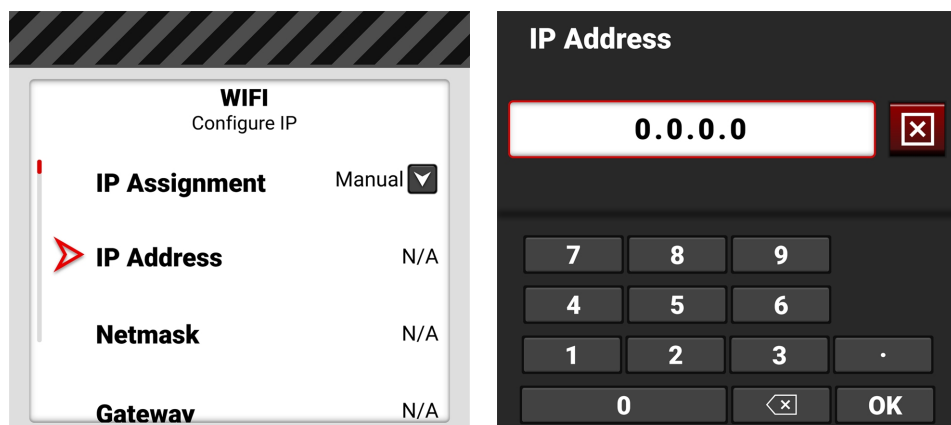 WIFI
Configure IP
IP Assignment Manual
IP Address N/A
Netmask N/A
Gateway N/A
IP Address
0.0.0.0
7 8 9
4 5 6
1 2 3 .
0 OK